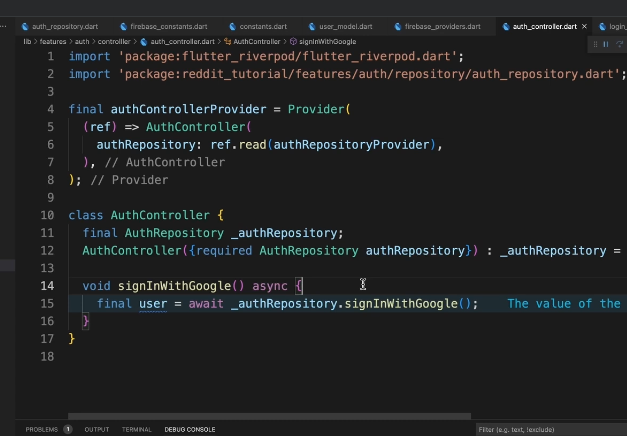 auth_repository.dart firebase_constants.dart constants.dart user_model.dart firebase_providers.dart auth_controller.dart × login_
lib > features > auth > controlller > auth_controller.dart > AuthController > signInWithGoogle
1 import 'package:flutter_riverpod/flutter_riverpod.dart';
2 import 'package:reddit_tutorial/features/auth/repository/auth_repository.dart';
3
4 final authControllerProvider = Provider(
5 (ref) => AuthController(
6 authRepository: ref.read(authRepositoryProvider),
7 ), // AuthController
8 ); // Provider
9
10 class AuthController {
11 final AuthRepository _authRepository;
12 AuthController({required AuthRepository authRepository}) : _authRepository =
13
14 void signInWithGoogle() async {
15 final user = await _authRepository.signInWithGoogle(); The value of the
16 }
17 }
18
PROBLEMS 1 OUTPUT TERMINAL DEBUG CONSOLE Filter (e.g. text, !exclude)